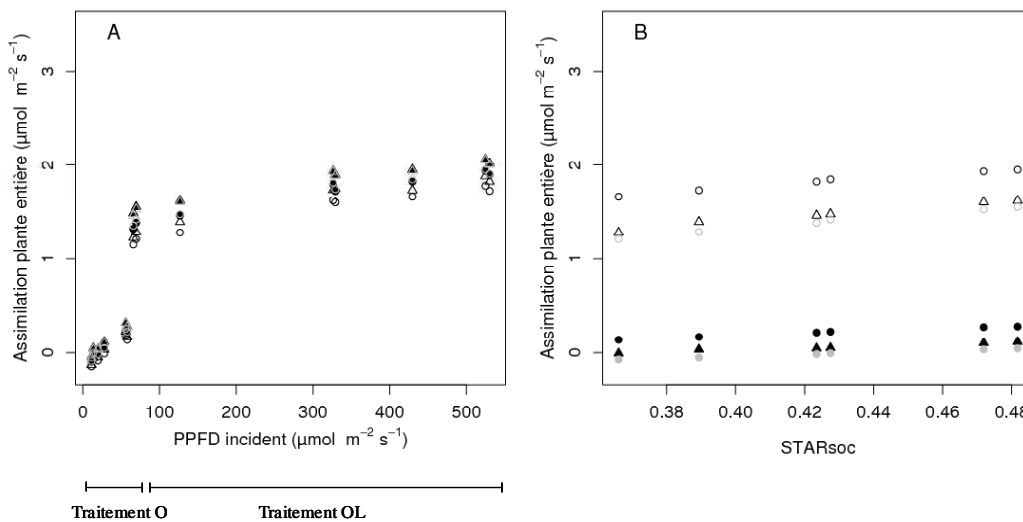 A
Assimilation plante entière (µmol m⁻² s⁻¹)
3
2
1
0
0 100 200 300 400 500
PPFD incident (µmol m⁻² s⁻¹)
Traitement O Traitement OL
B
Assimilation plante entière (µmol m⁻² s⁻¹)
3
2
1
0
0.38 0.40 0.42 0.44 0.46 0.48
STARsoc